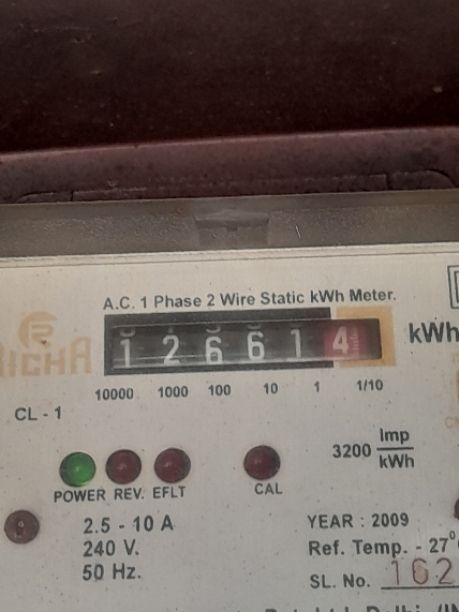 A.C. 1 Phase 2 Wire Static kWh Meter.
RICHA
1 2 6 6 1 4
kWh
10000 1000 100 10 1 1/10
CL - 1
3200 Imp
kWh
POWER REV. EFLT CAL
2.5 - 10 A
240 V.
50 Hz.
YEAR : 2009
Ref. Temp. - 27°
SL. No. 162